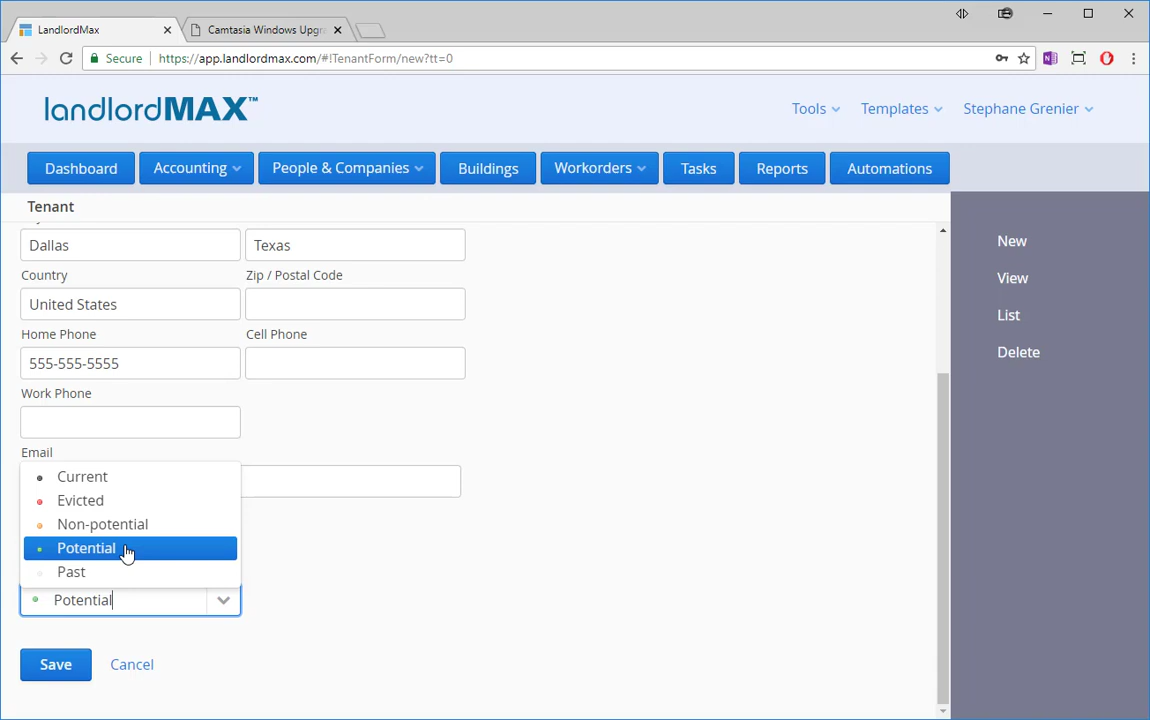 LandlordMax
Camtasia Windows Upgr
Secure
https://app.landlordmax.com/#!TenantForm/new?tt=0
landlordMAX™
Tools
Templates
Stephane Grenier
Dashboard
Accounting
People & Companies
Buildings
Workorders
Tasks
Reports
Automations
Tenant
Dallas
Texas
Country
Zip / Postal Code
United States
Home Phone
Cell Phone
555-555-5555
Work Phone
Email
Current
Evicted
Non-potential
Potential
Past
Potential
Save
Cancel
New
View
List
Delete